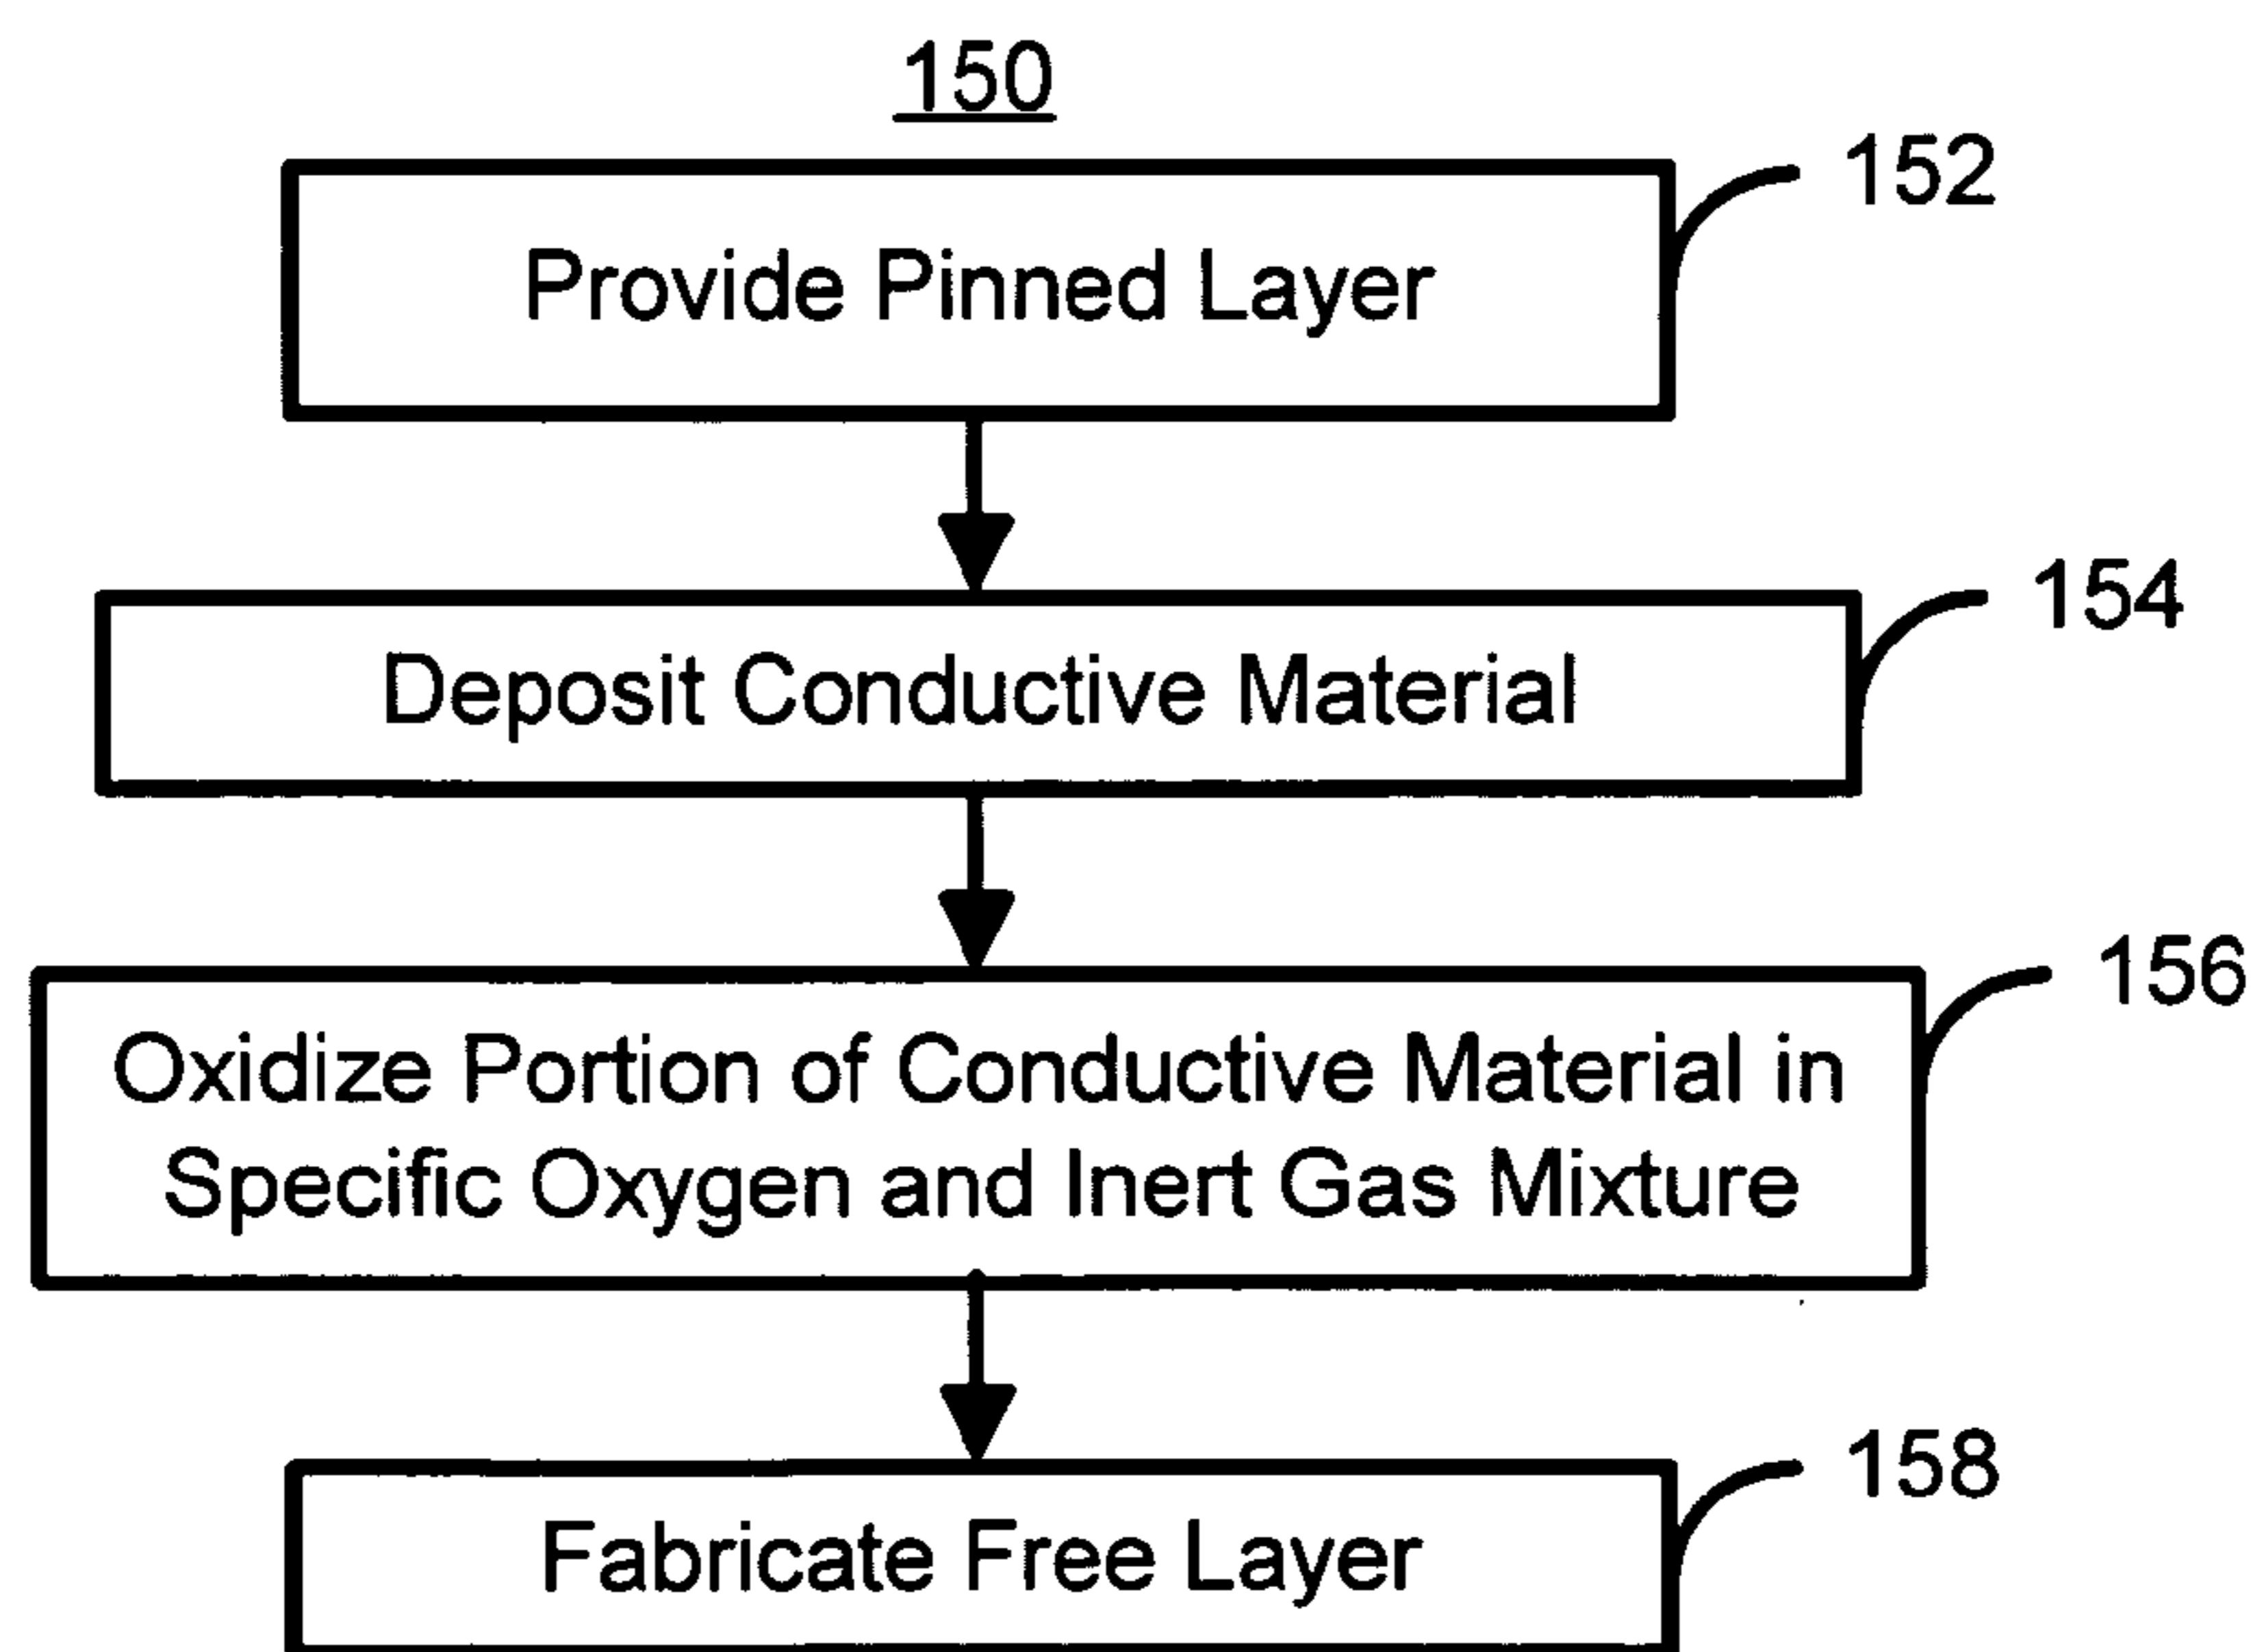 150
152
Provide Pinned Layer
154
Deposit Conductive Material
156
Oxidize Portion of Conductive Material in
Specific Oxygen and Inert Gas Mixture
158
Fabricate Free Layer